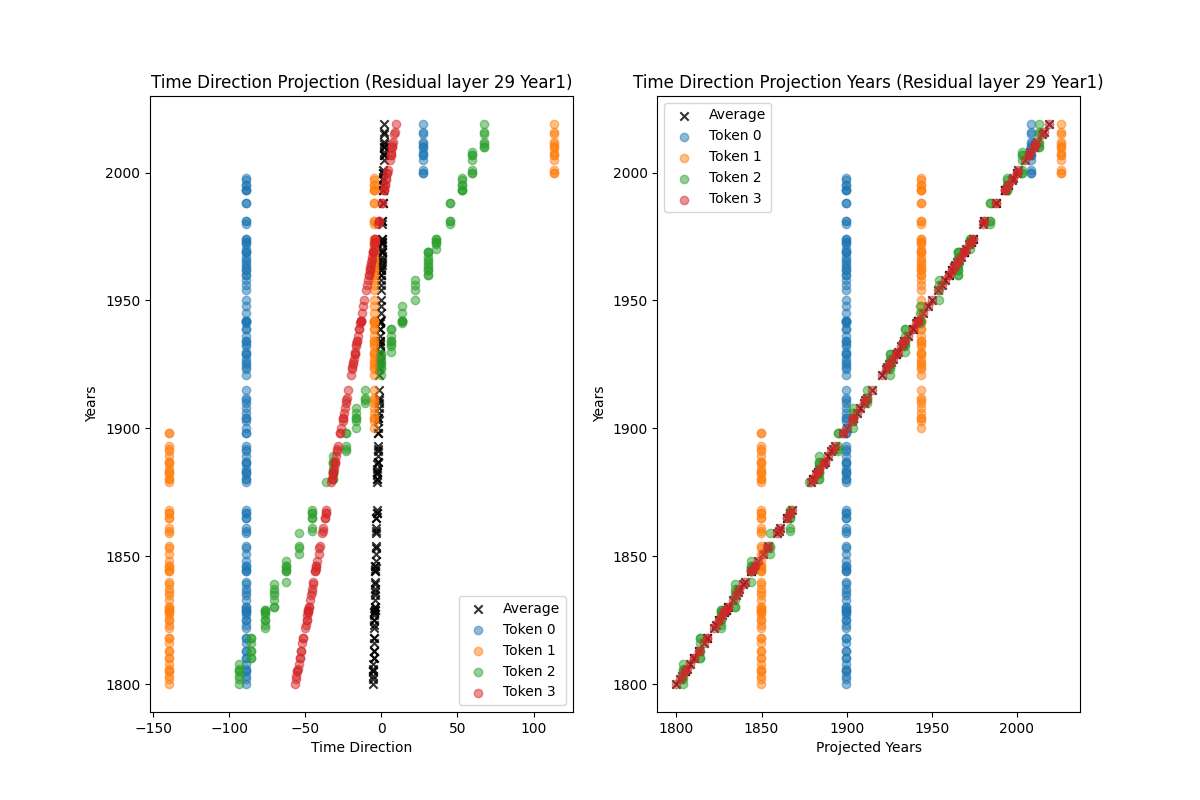 Time Direction Projection (Residual layer 29 Year1)
Years
2000
1950
1900
1850
1800
Average
Token 0
Token 1
Token 2
Token 3
−150
−100
−50
0
50
100
Time Direction
Time Direction Projection Years (Residual layer 29 Year1)
Average
Token 0
Token 1
Token 2
Token 3
Years
2000
1950
1900
1850
1800
1800
1850
1900
1950
2000
Projected Years